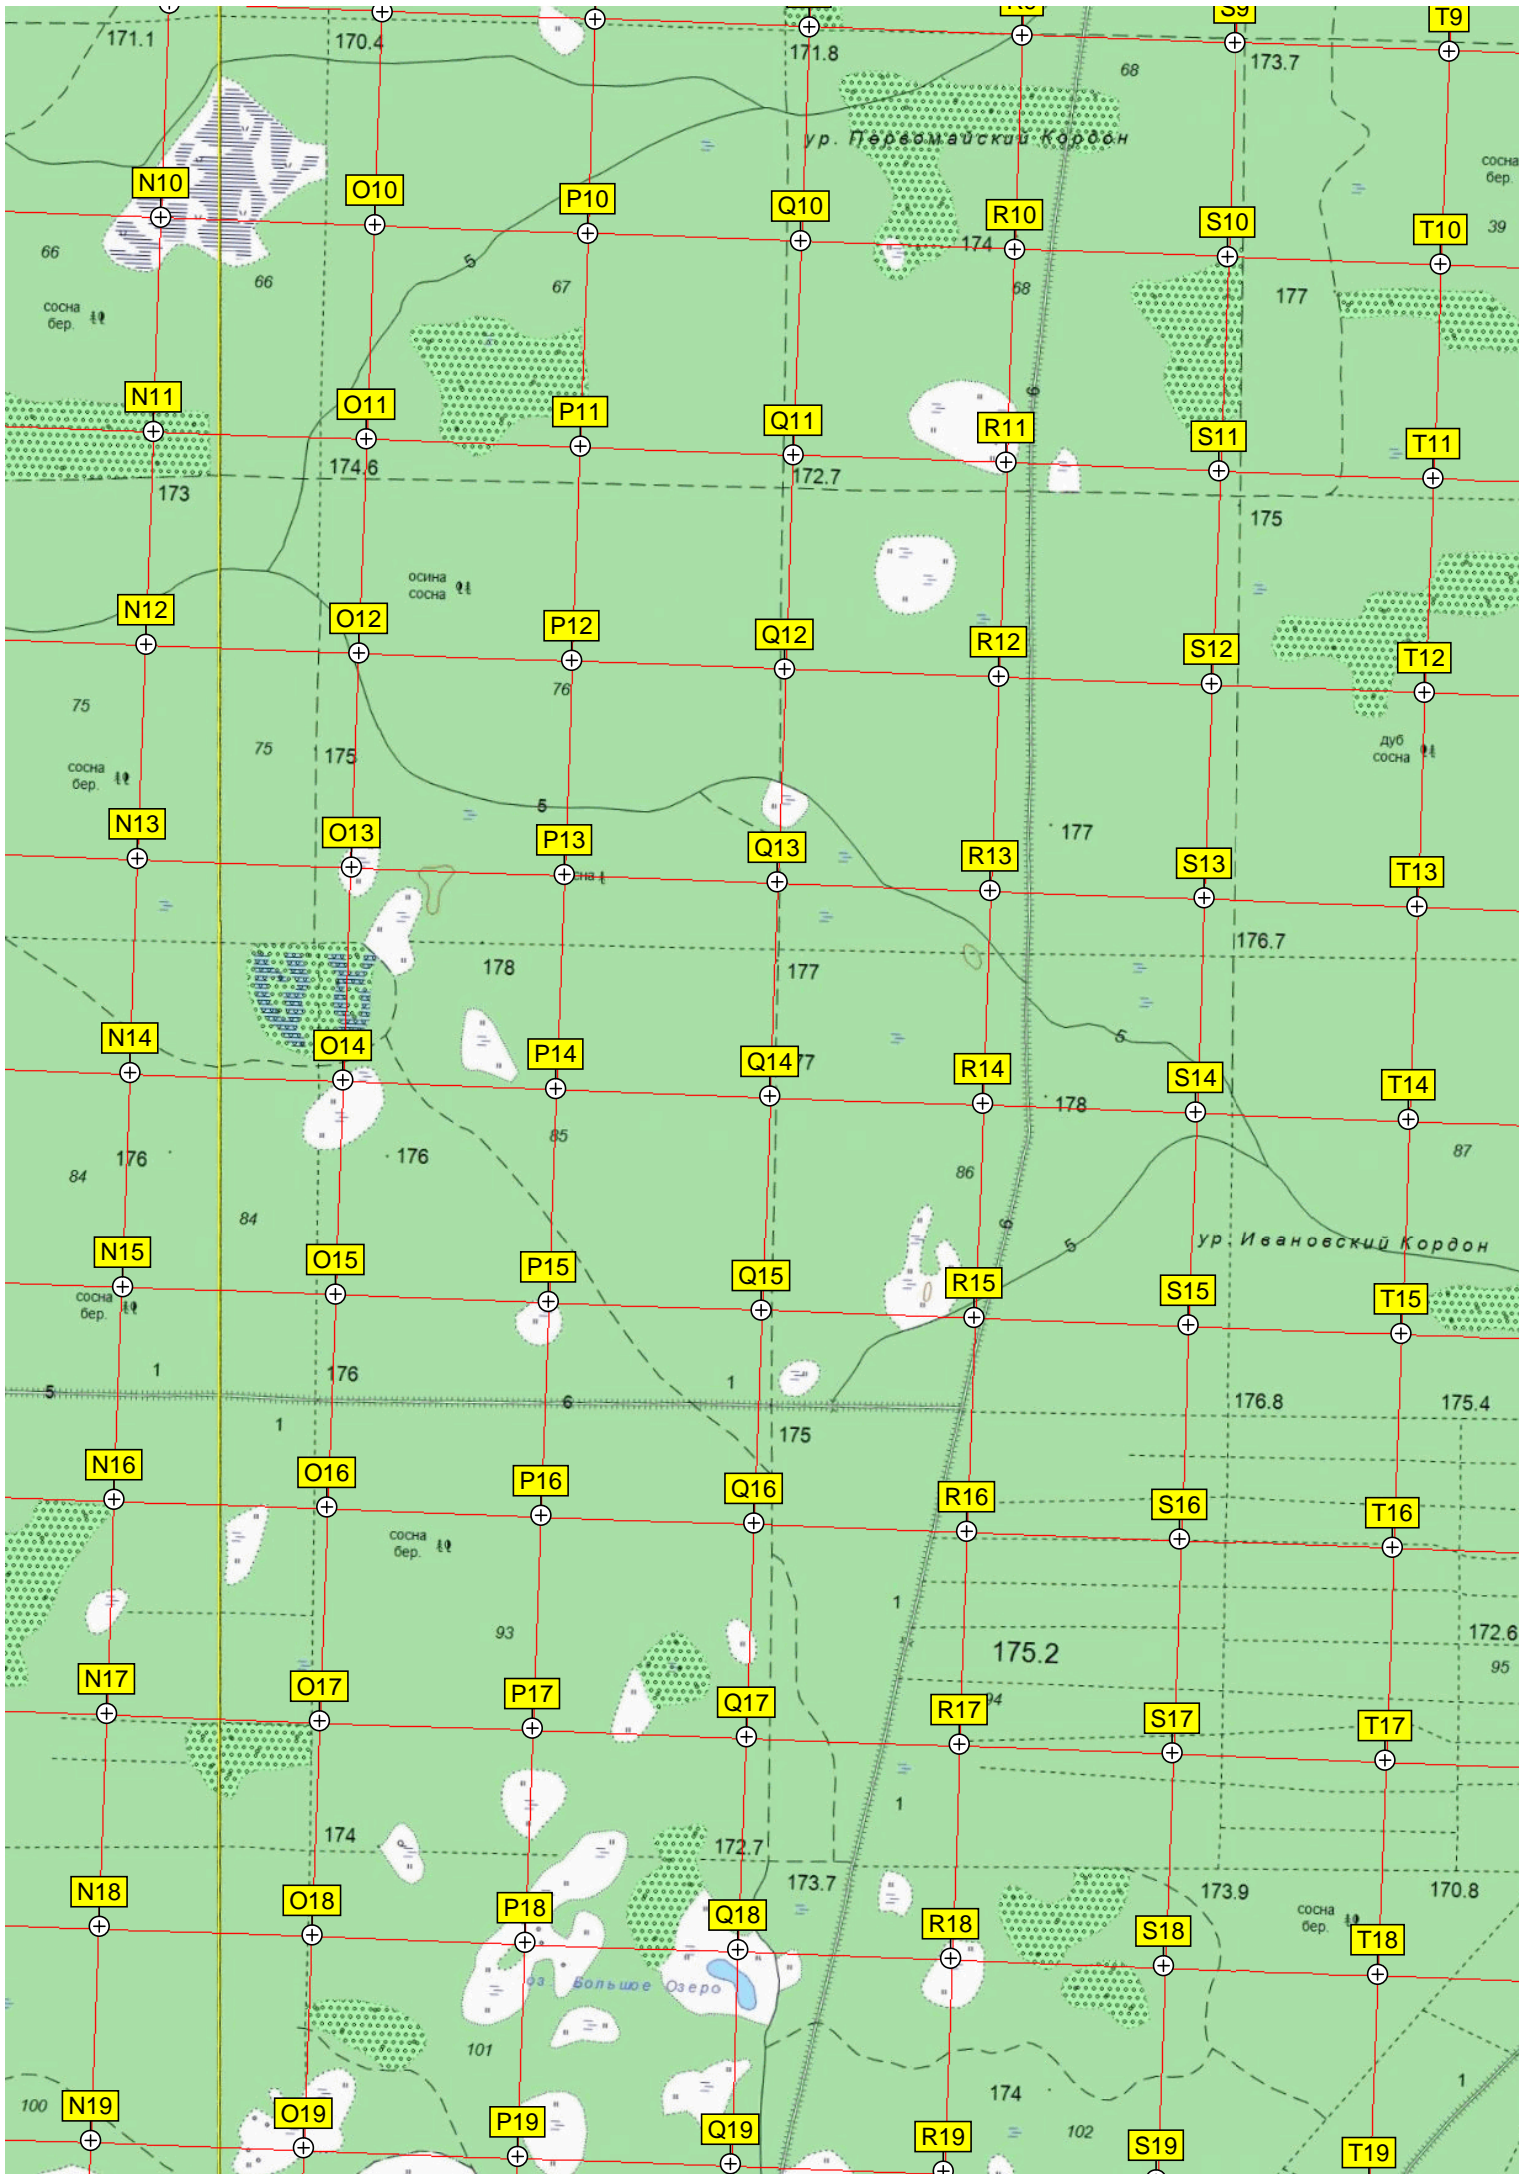 S9
T9
171.1
170.4
171.8
173.7
68
ур. Первомайский Кордон
сосна
бер.
N10
O10
P10
Q10
R10
S10
T10
39
66
66
67
5
174
68
177
сосна
бер.
6
N11
O11
P11
Q11
R11
S11
T11
173
174.6
172.7
175
осина
сосна
N12
O12
P12
Q12
R12
S12
T12
75
75
76
175
дуб
сосна
сосна
бер.
5
177
N13
O13
P13
Q13
R13
S13
T13
178
177
176.7
N14
O14
P14
Q14
R14
S14
T14
5
178
85
176
176
84
84
86
87
6
5
ур. Ивановский Кордон
N15
O15
P15
Q15
R15
S15
T15
сосна
бер.
1
176
1
5
6
1
175
176.8
175.4
N16
O16
P16
Q16
R16
S16
T16
сосна
бер.
1
93
175.2
172.6
95
94
N17
O17
P17
Q17
R17
S17
T17
1
174
172.7
173.7
173.9
170.8
сосна
бер.
N18
O18
P18
Q18
R18
S18
T18
оз. Большое Озеро
101
100
174
102
1
N19
O19
P19
Q19
R19
S19
T19